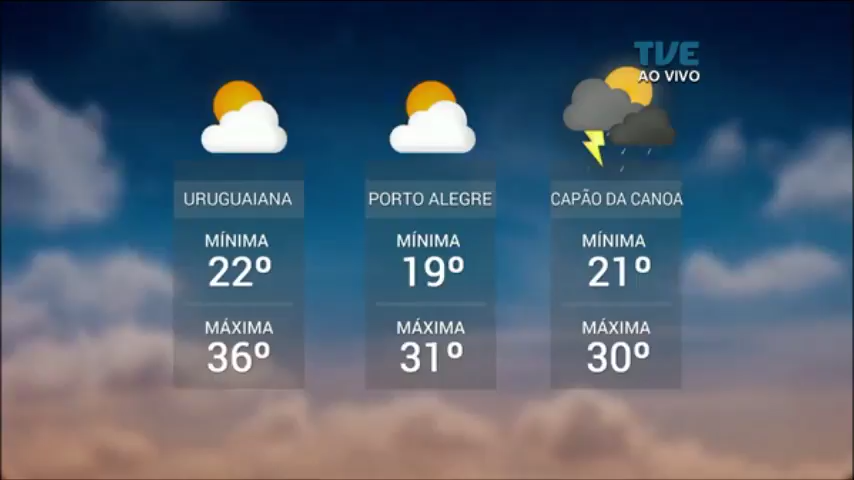 TVE
AO VIVO
URUGUAIANA
MÍNIMA
22º
MÁXIMA
36º
PORTO ALEGRE
MÍNIMA
19º
MÁXIMA
31º
CAPÃO DA CANOA
MÍNIMA
21º
MÁXIMA
30º